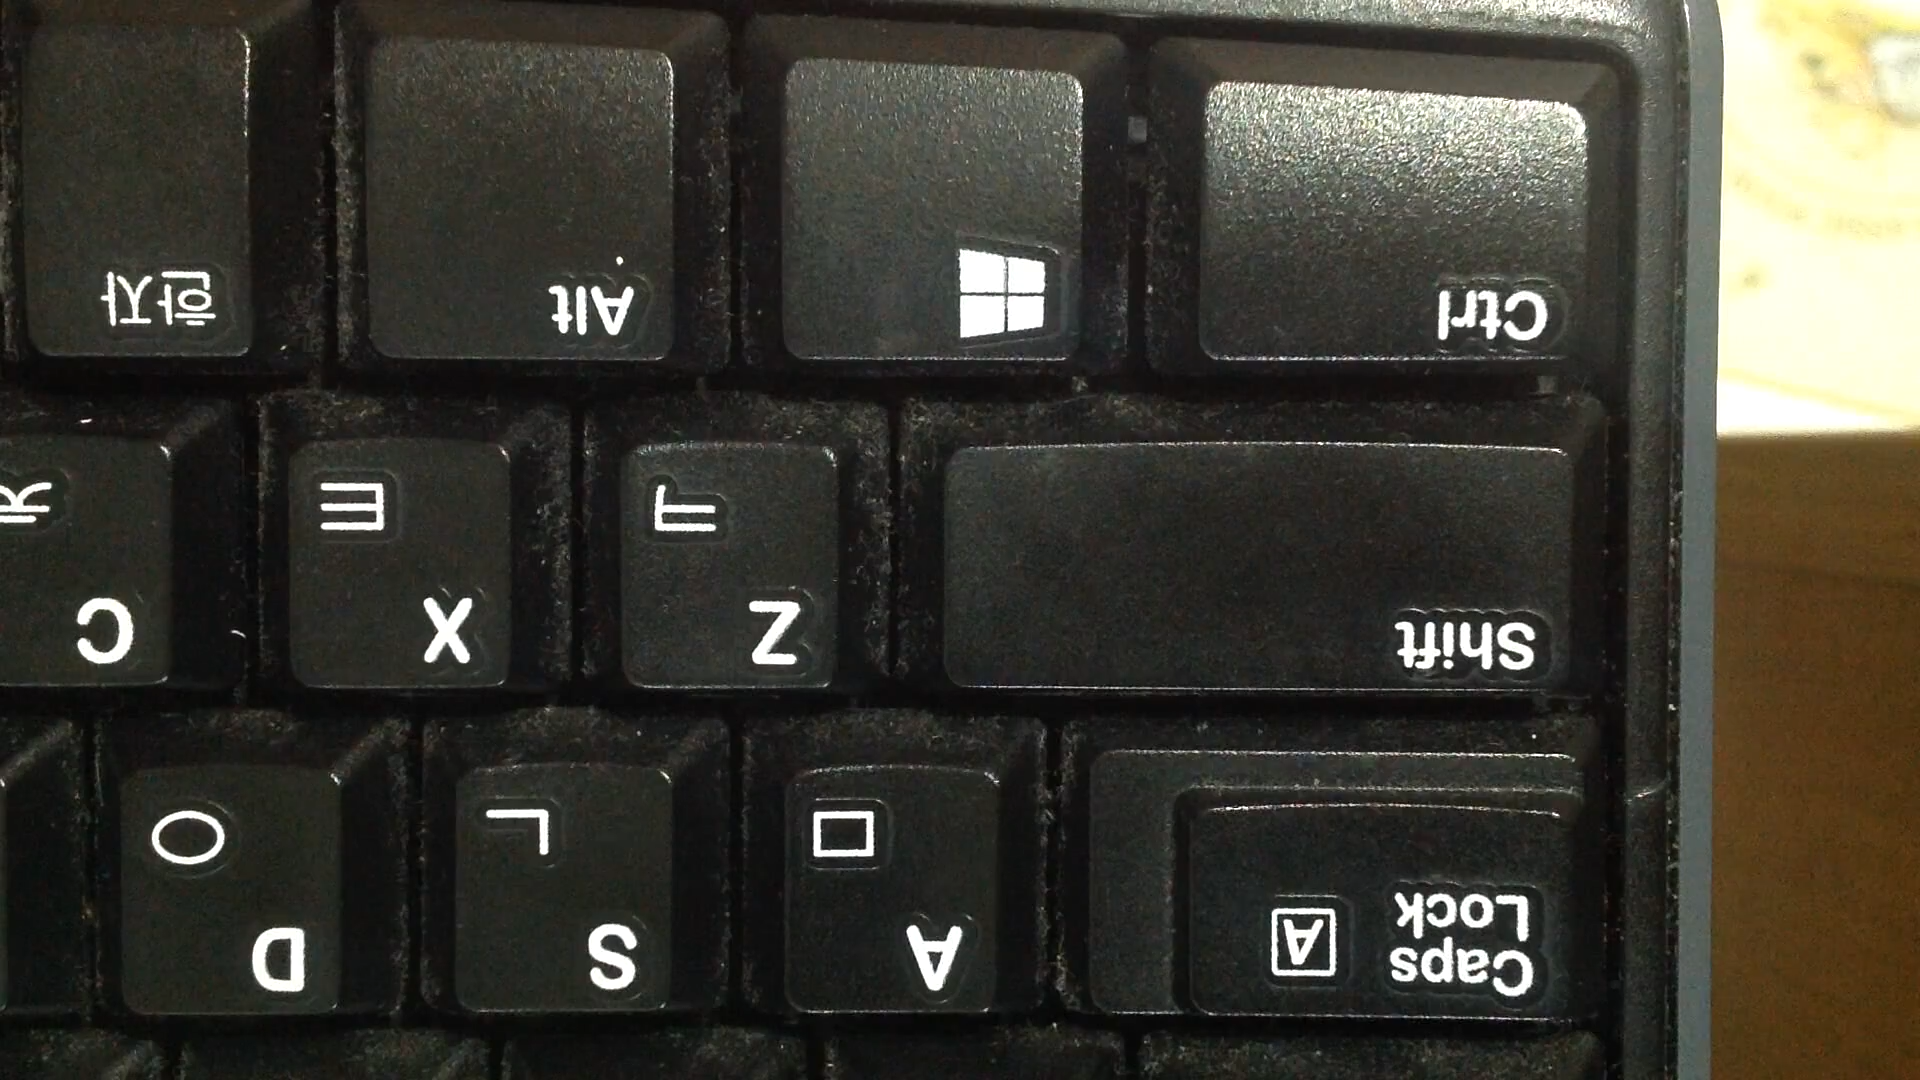 Caps
Lock
A
A
ㅁ
S
ㄴ
D
ㅇ
Shift
Z
ㅋ
X
ㅌ
C
ㅊ
Ctrl
Alt
한자